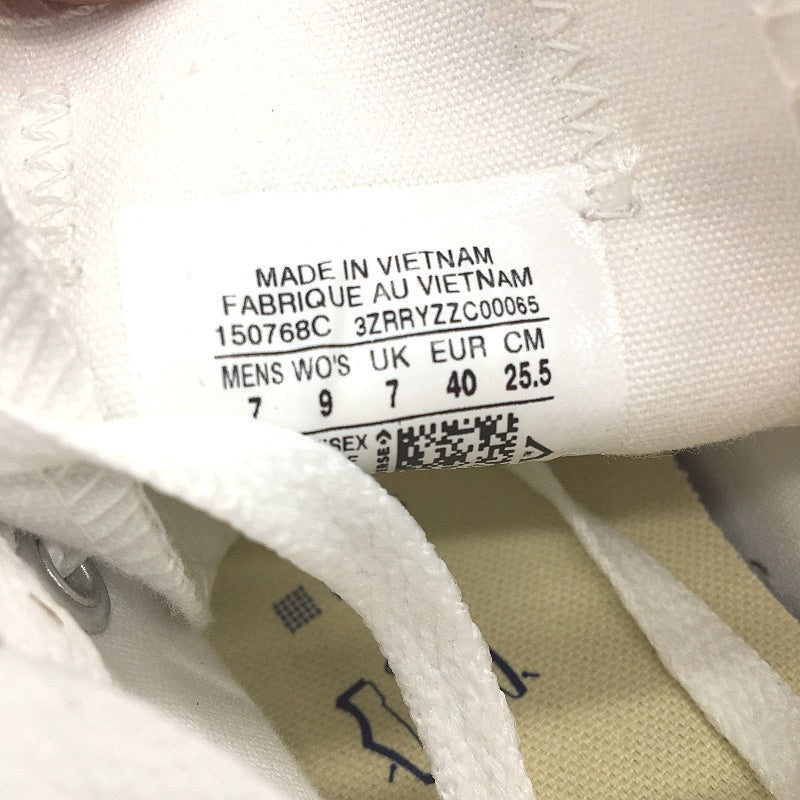 MADE IN VIETNAM
FABRIQUE AU VIETNAM
150768C 3ZRRYZZC00065
MENS WO'S UK EUR CM
7 9 7 40 25.5